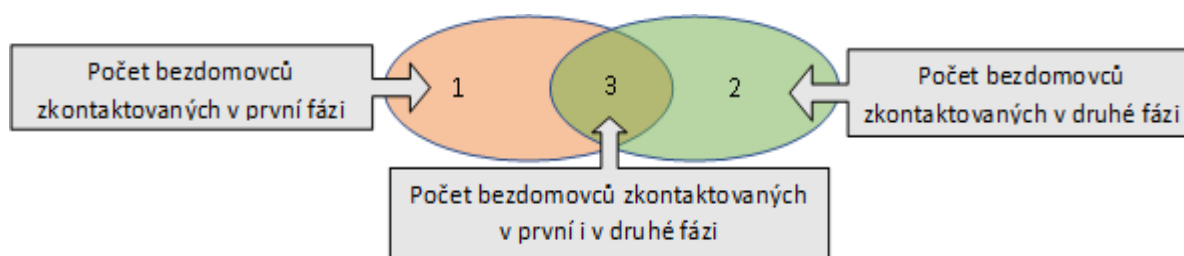 Počet bezdomovců
zkontaktovaných v první fázi
1
3
2
Počet bezdomovců
zkontaktovaných v druhé fázi
Počet bezdomovců zkontaktovaných
v první i v druhé fázi